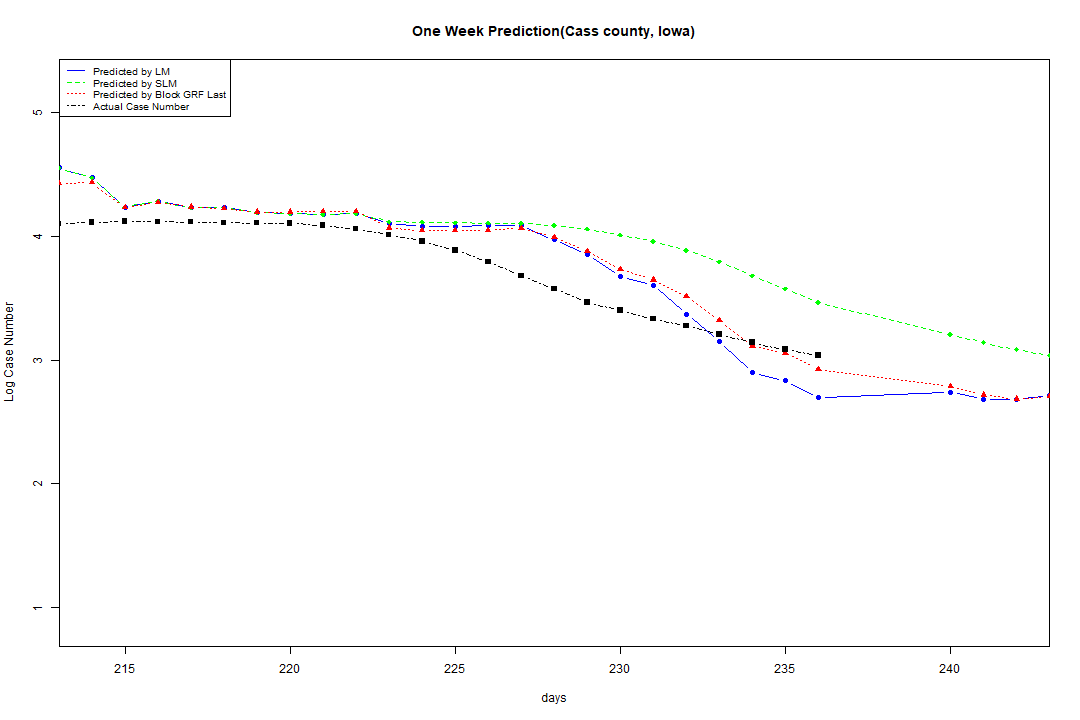 One Week Prediction(Cass county, Iowa)
Predicted by LM
Predicted by SLM
Predicted by Block GRF Last
Actual Case Number
5
4
3
2
1
Log Case Number
215 220 225 230 235 240
days